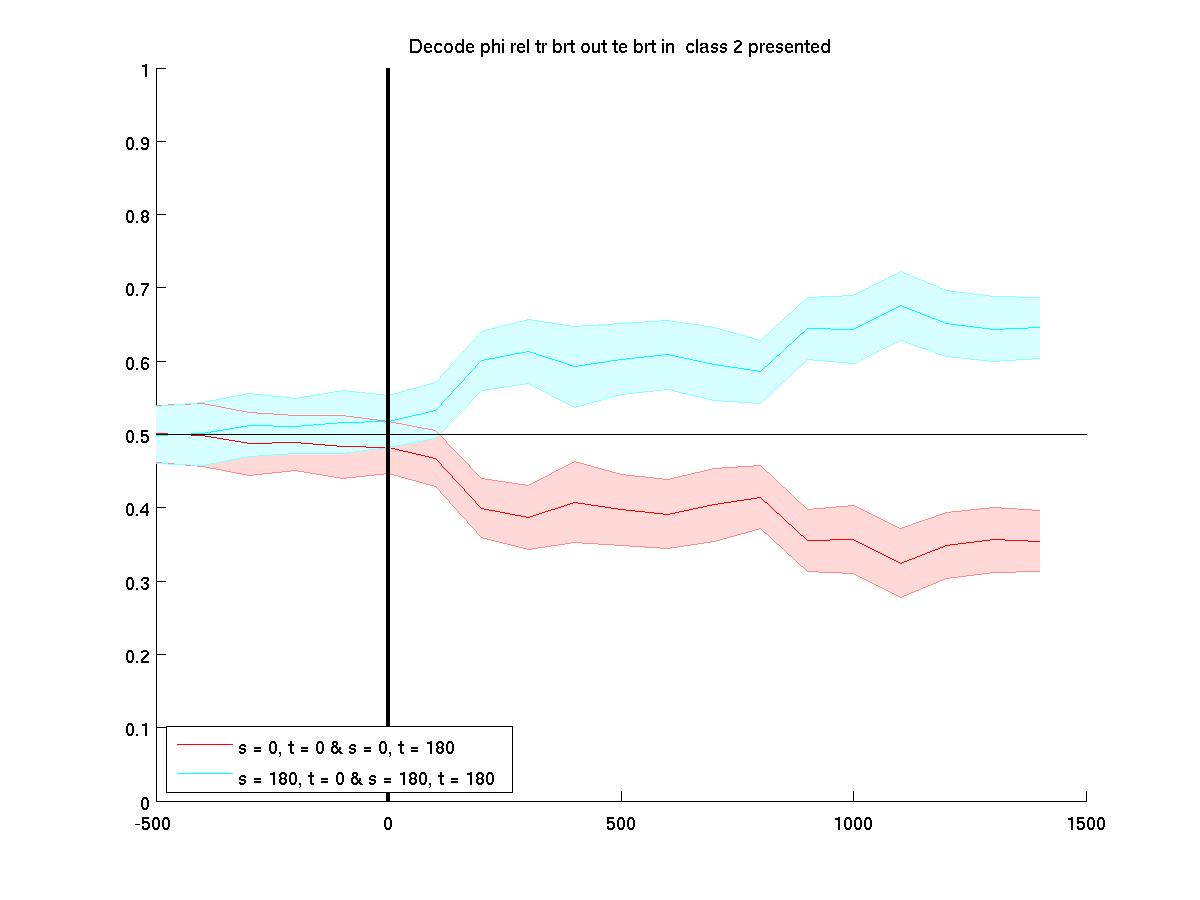 Decode phi rel tr brt out te brt in  class 2 presented
1
0.9
0.8
0.7
0.6
0.5
0.4
0.3
0.2
0.1
0
s = 0, t = 0 & s = 0, t = 180
s = 180, t = 0 & s = 180, t = 180
-500 0 500 1000 1500